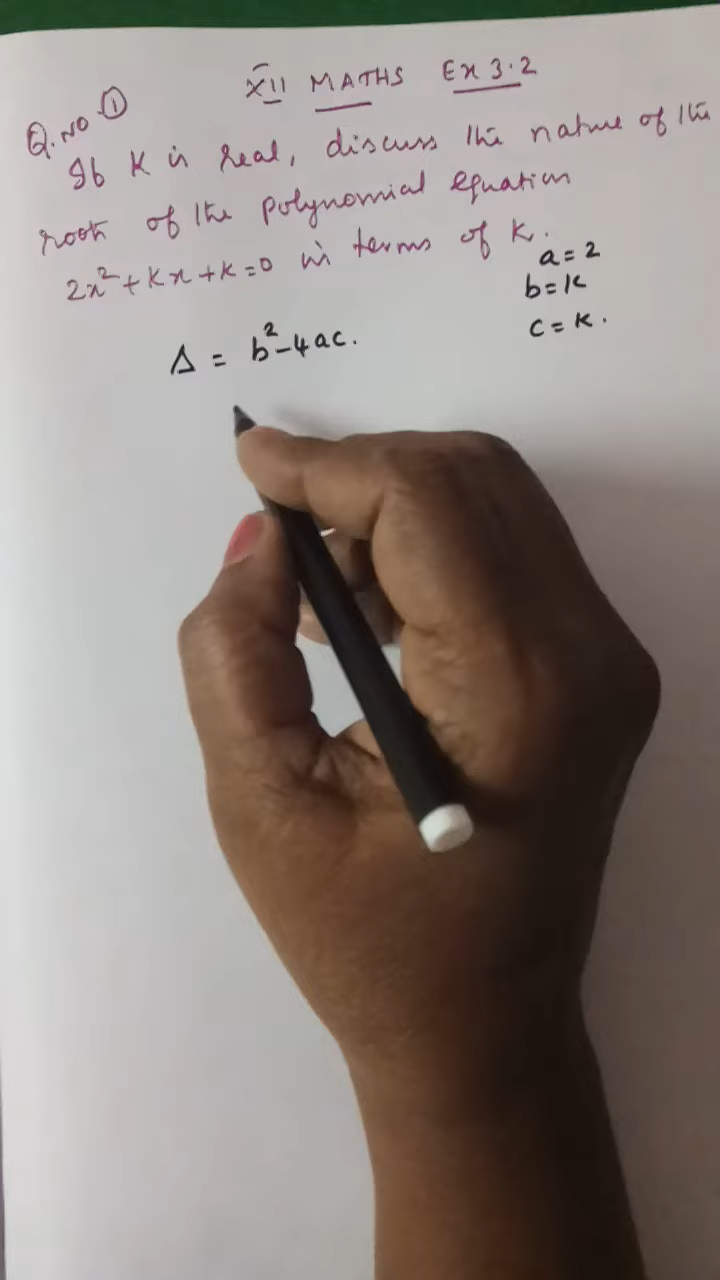 XII MATHS Ex 3.2
Q.No.①
If K is real, discuss the nature of the
roots of the polynomial equation
2x²+Kx+K=0 in terms of K.
a=2
b=K
c=K.
Δ = b²-4ac.